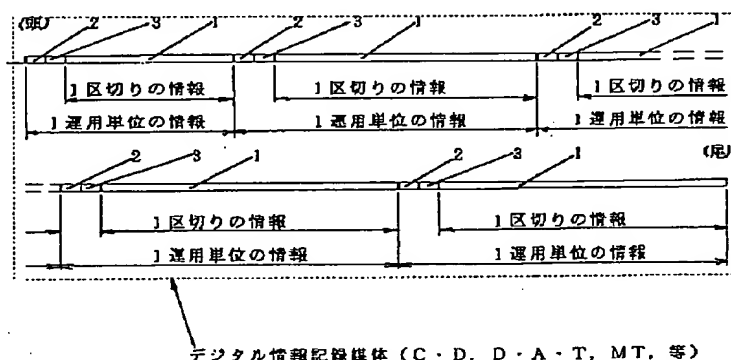 (頭) 2 3 1 2 3 1 2 3 1
1区切りの情報 1区切りの情報 1区切りの情報
1運用単位の情報 1運用単位の情報 1運用単位の情報
2 3 1 2 3 1 (尾)
1区切りの情報 1区切りの情報
1運用単位の情報 1運用単位の情報
デジタル情報記録媒体(C・D, D・A・T, MT, 等)